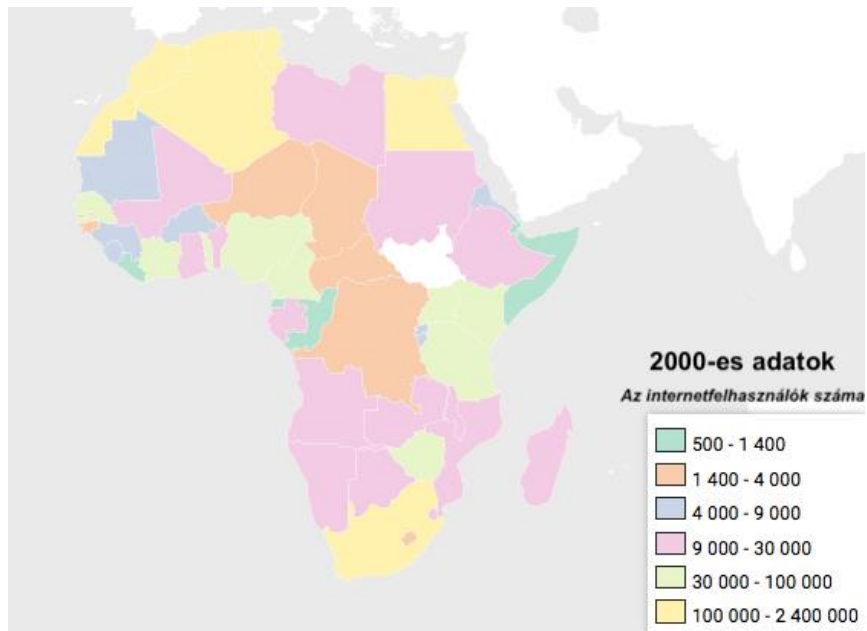 2000-es adatok
Az internetfelhasználók száma
500 - 1 400
1 400 - 4 000
4 000 - 9 000
9 000 - 30 000
30 000 - 100 000
100 000 - 2 400 000